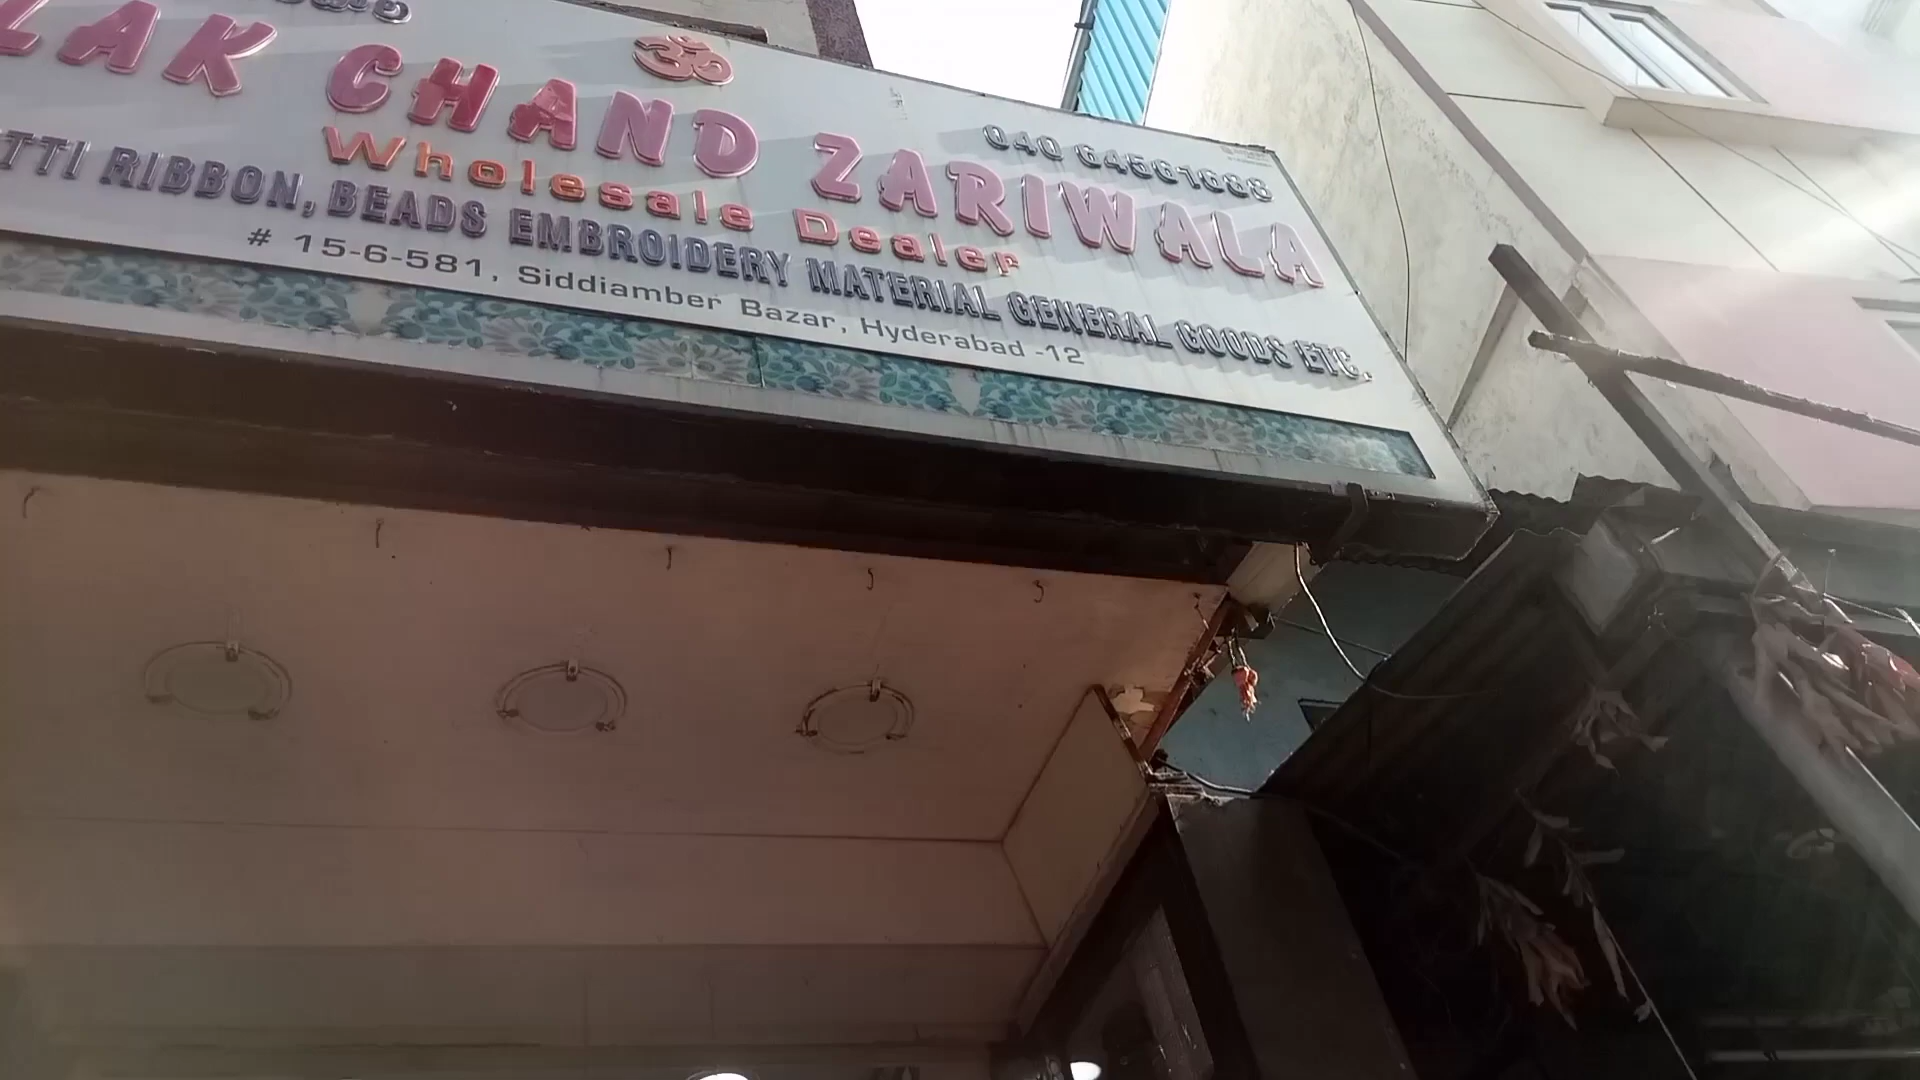 ॐ
040 64561688
LAK CHAND ZARIWALA
Wholesale Dealer
TTI RIBBON, BEADS EMBROIDERY MATERIAL GENERAL GOODS ETC.
# 15-6-581, Siddiamber Bazar, Hyderabad -12